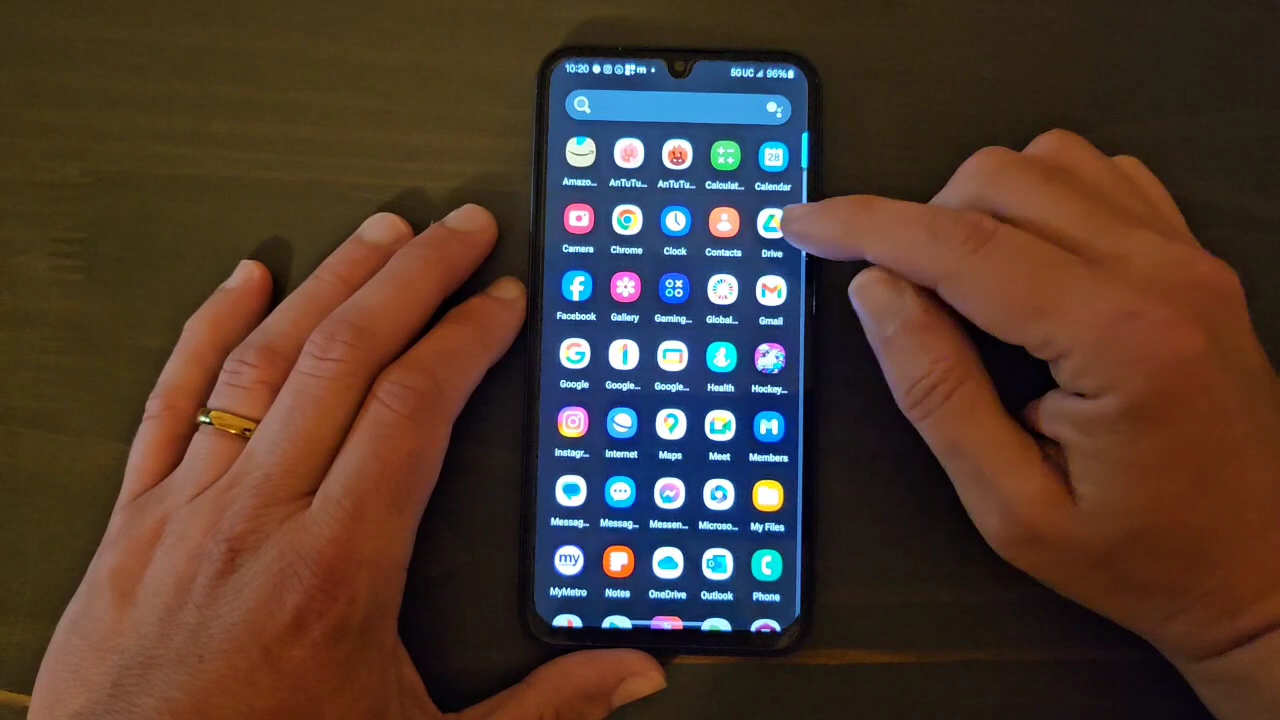 10:20 5GUC 96%
Amazo... AnTuTu... AnTuTu... Calculat... Calendar
28
Camera Chrome Clock Contacts Drive
Facebook Gallery Gaming... Global... Gmail
Google Google... Google... Health Hockey...
Instagr... Internet Maps Meet Members
Messag... Messag... Messen... Microso... My Files
my
MyMetro Notes OneDrive Outlook Phone